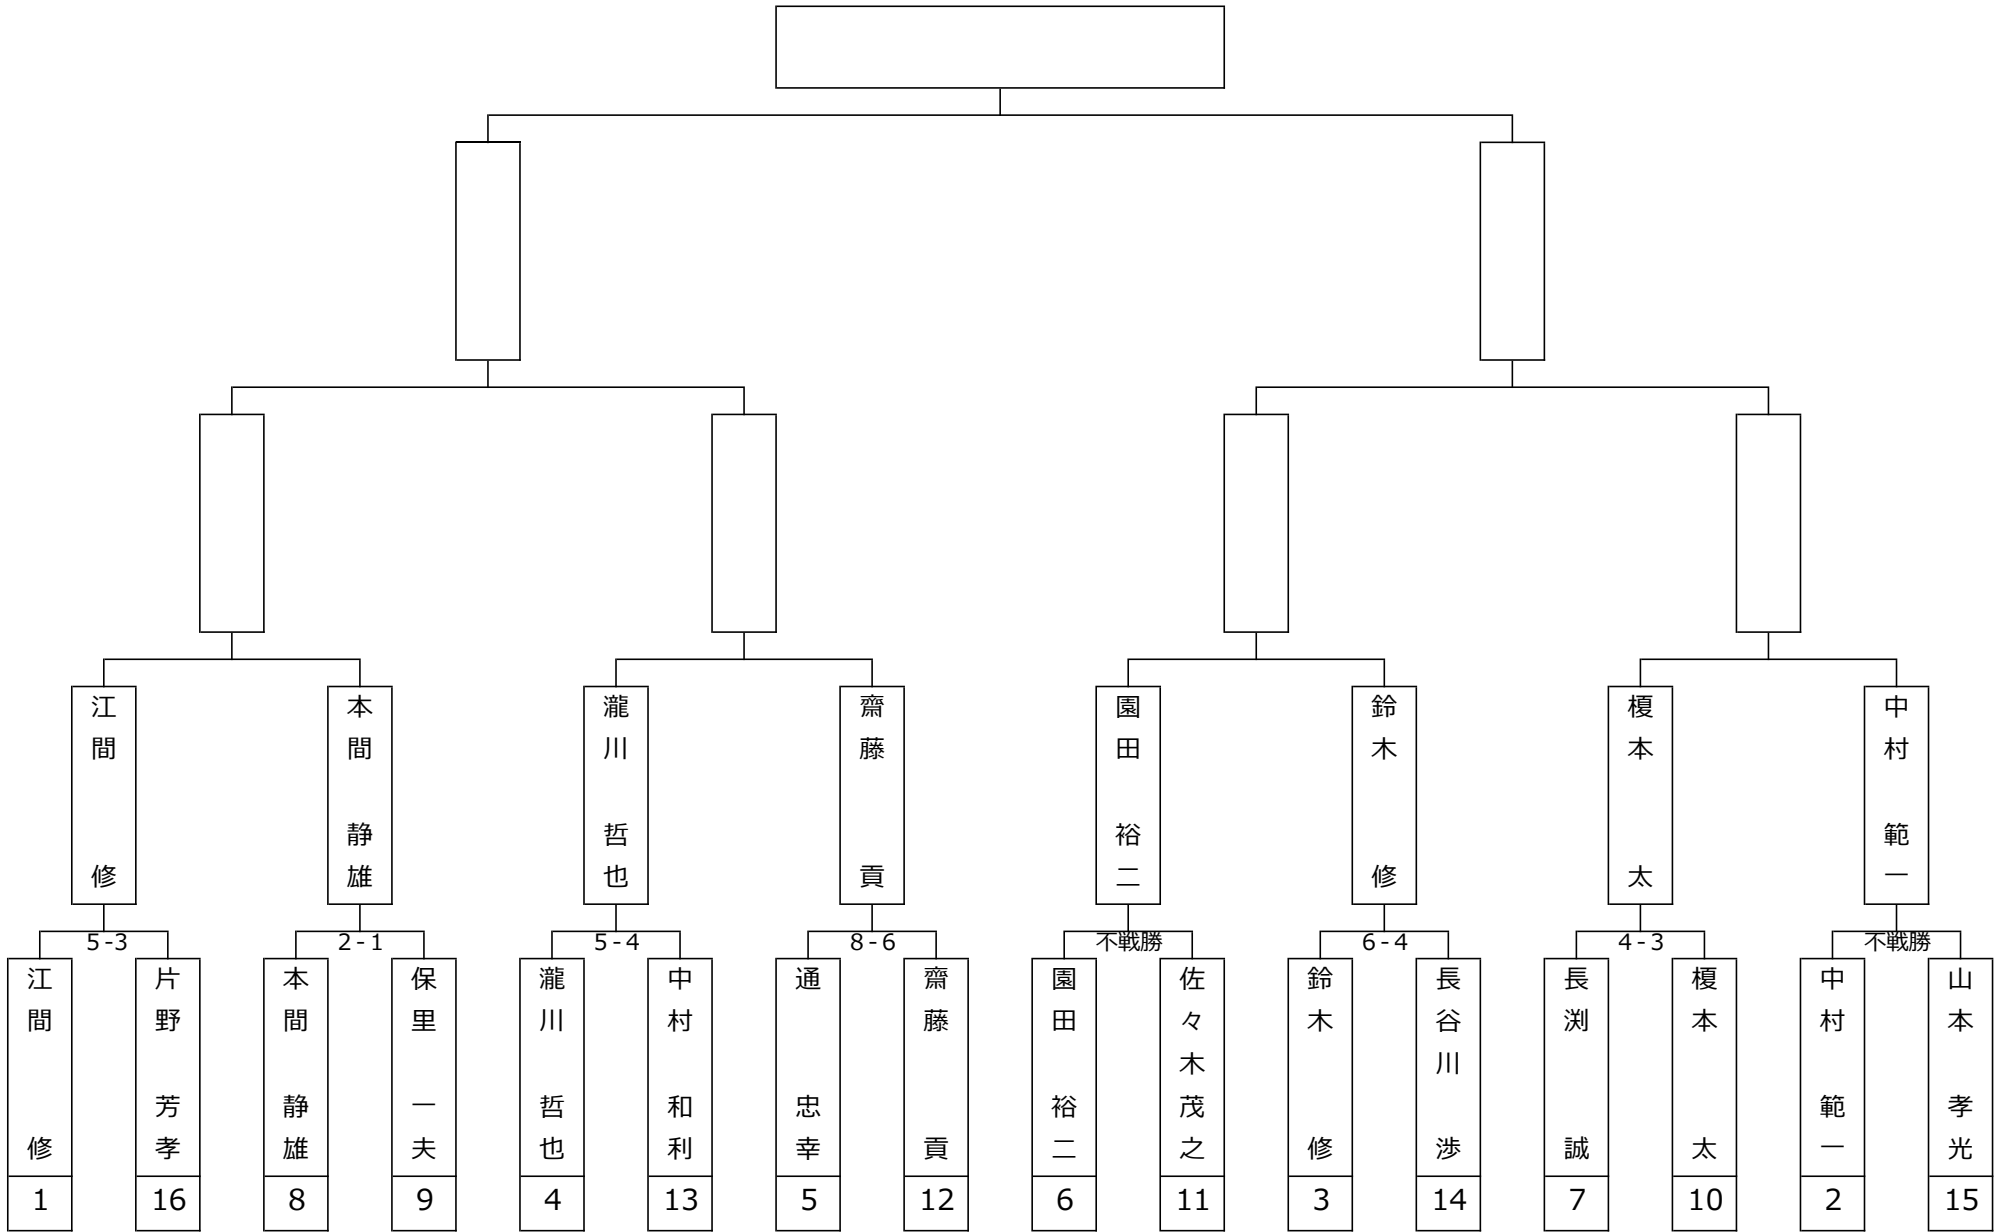 江間 修
本間 静雄
瀧川 哲也
齋藤 貢
園田 裕二
鈴木 修
榎本 太
中村 範一
5-3
2-1
5-4
8-6
不戦勝
6-4
4-3
不戦勝
江間 修
片野 芳孝
本間 静雄
保里 一夫
瀧川 哲也
中村 和利
通 忠幸
齋藤 貢
園田 裕二
佐々木茂之
鈴木 修
長谷川 渉
長渕 誠
榎本 太
中村 範一
山本 孝光
1
16
8
9
4
13
5
12
6
11
3
14
7
10
2
15